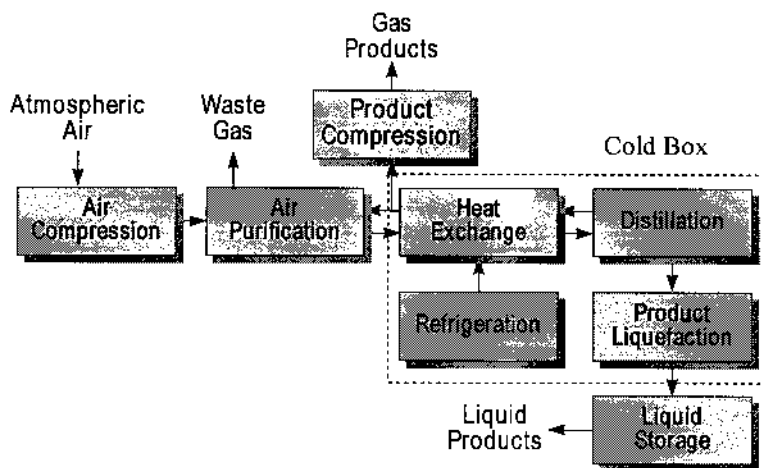 Gas
Products
Atmospheric
Air
Waste
Gas
Product
Compression
Cold Box
Air
Compression
Air
Purification
Heat
Exchange
Distillation
Refrigeration
Product
Liquefaction
Liquid
Products
Liquid
Storage